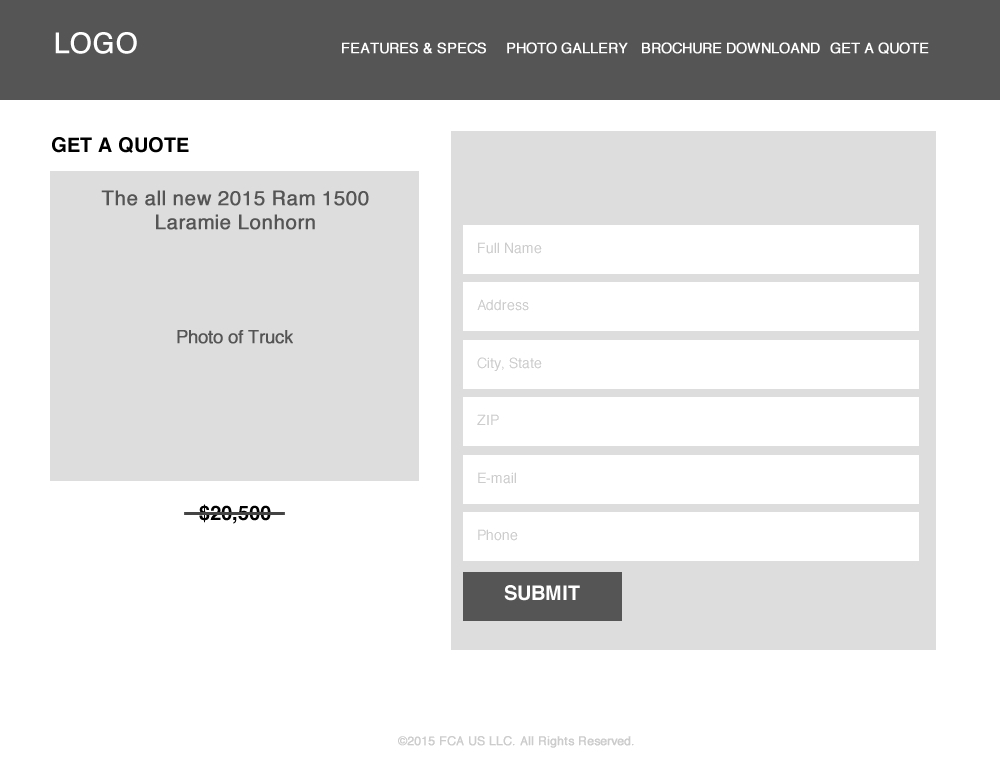 LOGO
FEATURES & SPECS PHOTO GALLERY BROCHURE DOWNLOAND GET A QUOTE
GET A QUOTE
The all new 2015 Ram 1500
Laramie Lonhorn
Photo of Truck
$20,500
Full Name
Address
City, State
ZIP
E-mail
Phone
SUBMIT
©2015 FCA US LLC. All Rights Reserved.